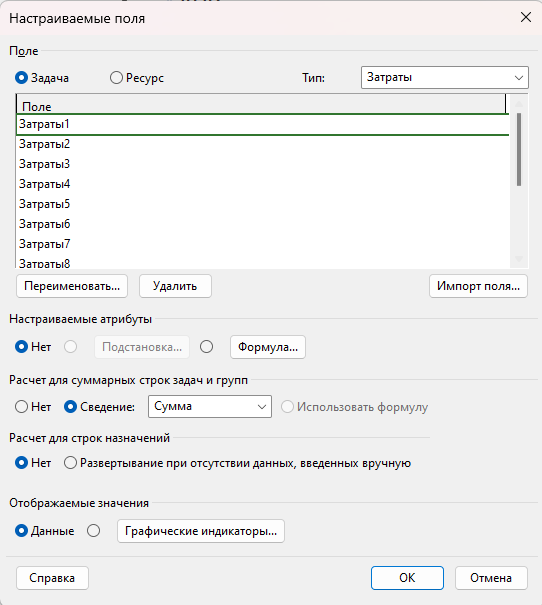 Настраиваемые поля
Поле
Задача Ресурс Тип: Затраты
Поле
Затраты1
Затраты2
Затраты3
Затраты4
Затраты5
Затраты6
Затраты7
Затраты8
Переименовать... Удалить Импорт поля...
Настраиваемые атрибуты
Нет Подстановка... Формула...
Расчет для суммарных строк задач и групп
Нет Сведение: Сумма Использовать формулу
Расчет для строк назначений
Нет Развертывание при отсутствии данных, введенных вручную
Отображаемые значения
Данные Графические индикаторы...
Справка ОК Отмена